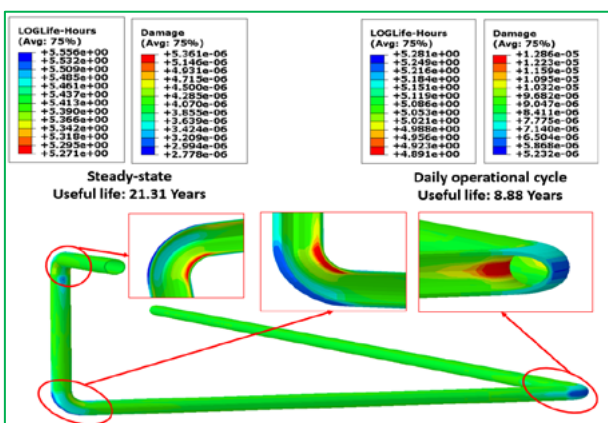 LOGLife-Hours
(Avg: 75%)
+5.556e+00
+5.532e+00
+5.509e+00
+5.485e+00
+5.461e+00
+5.437e+00
+5.413e+00
+5.390e+00
+5.366e+00
+5.342e+00
+5.318e+00
+5.295e+00
+5.271e+00
Damage
(Avg: 75%)
+5.361e-06
+5.146e-06
+4.931e-06
+4.715e-06
+4.500e-06
+4.285e-06
+4.070e-06
+3.855e-06
+3.639e-06
+3.424e-06
+3.209e-06
+2.994e-06
+2.778e-06
Steady-state
Useful life: 21.31 Years
LOGLife-Hours
(Avg: 75%)
+5.281e+00
+5.249e+00
+5.216e+00
+5.184e+00
+5.151e+00
+5.119e+00
+5.086e+00
+5.053e+00
+5.021e+00
+4.988e+00
+4.956e+00
+4.923e+00
+4.891e+00
Damage
(Avg: 75%)
+1.286e-05
+1.223e-05
+1.159e-05
+1.095e-05
+1.032e-05
+9.682e-06
+9.047e-06
+8.411e-06
+7.775e-06
+7.140e-06
+6.504e-06
+5.868e-06
+5.232e-06
Daily operational cycle
Useful life: 8.88 Years